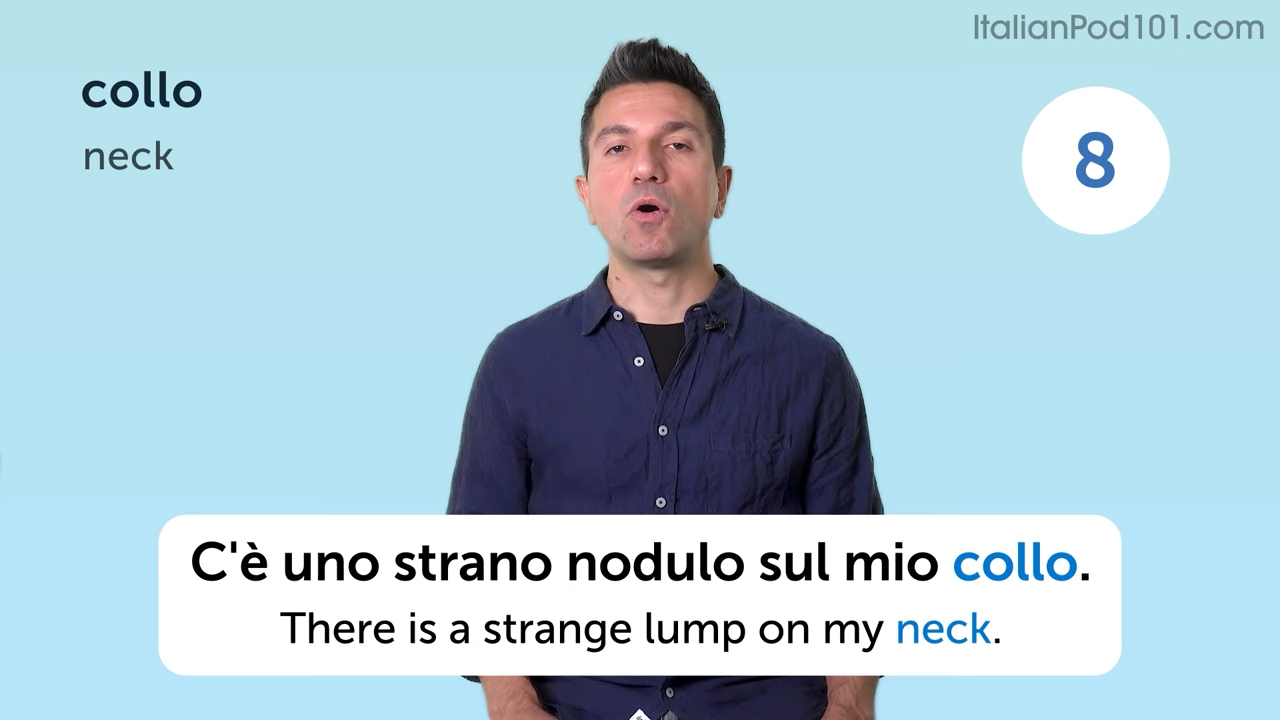 ItalianPod101.com
collo
neck
8
C'è uno strano nodulo sul mio collo.
There is a strange lump on my neck.